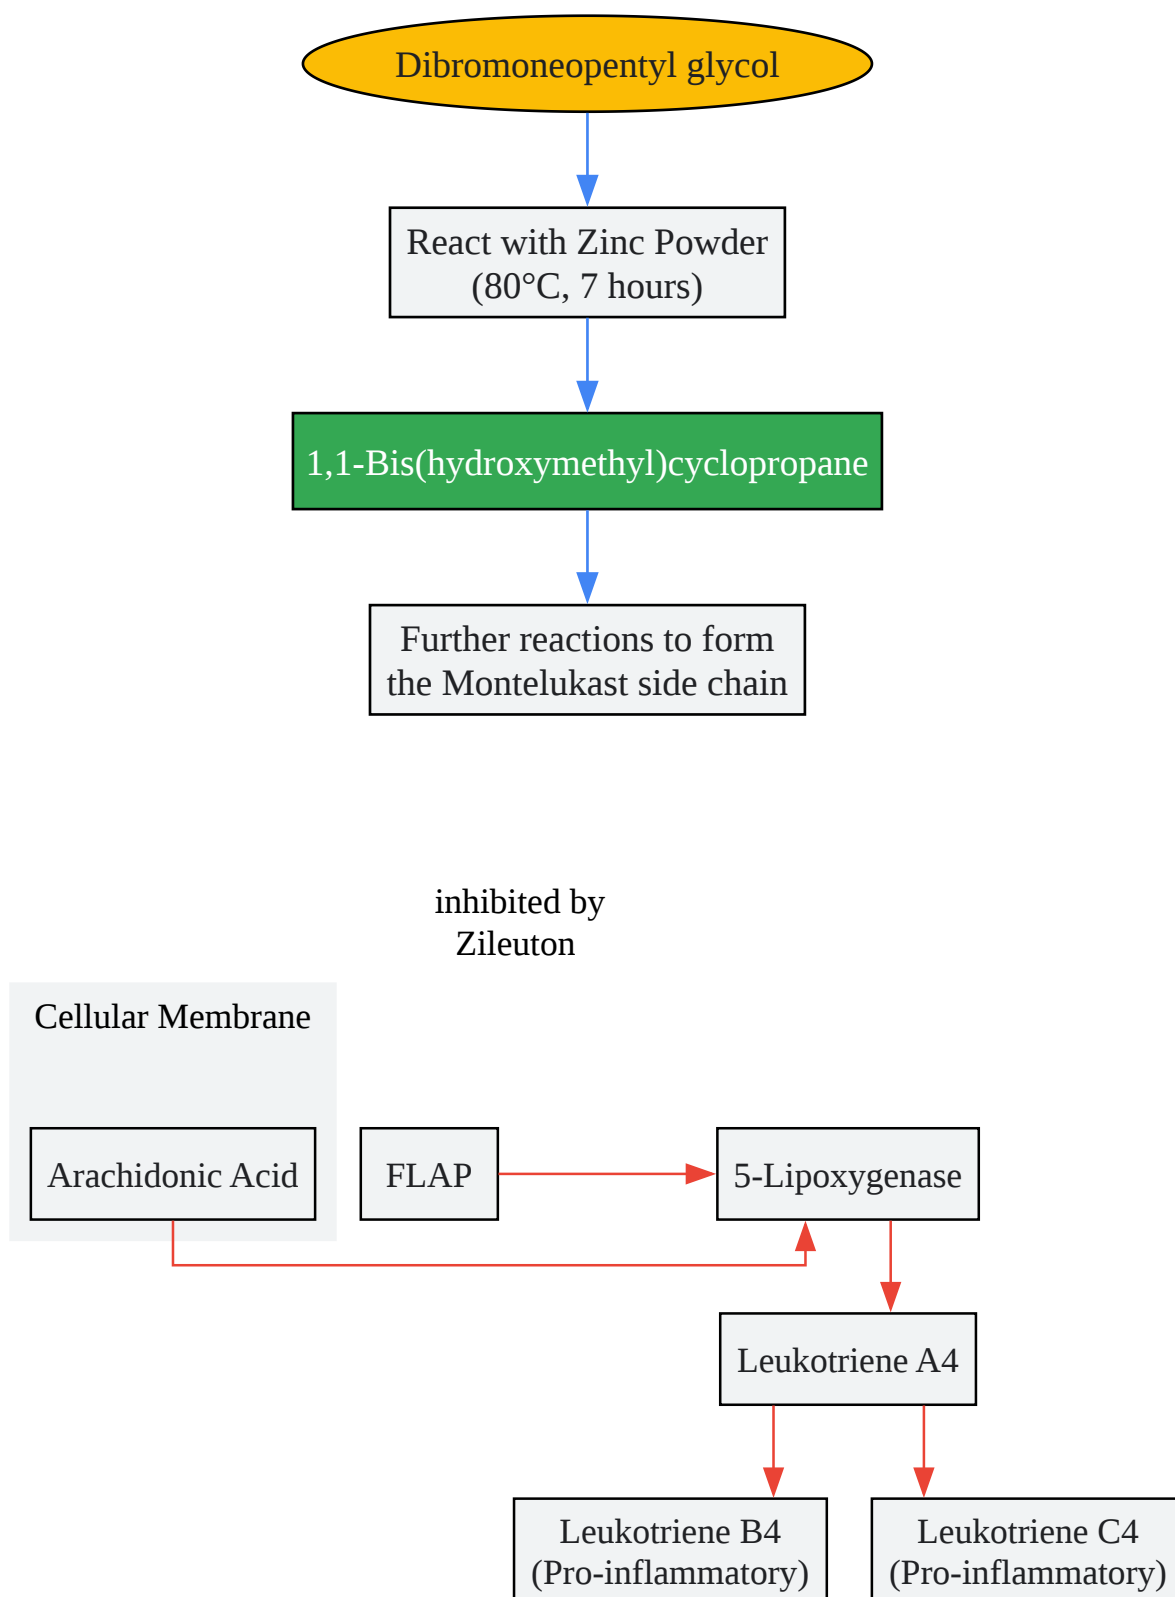 Dibromoneopentyl glycol
React with Zinc Powder
(80°C, 7 hours)
1,1-Bis(hydroxymethyl)cyclopropane
Further reactions to form
the Montelukast side chain
inhibited by
Zileuton
Cellular Membrane
Arachidonic Acid
FLAP
5-Lipoxygenase
Leukotriene A4
Leukotriene B4
(Pro-inflammatory)
Leukotriene C4
(Pro-inflammatory)